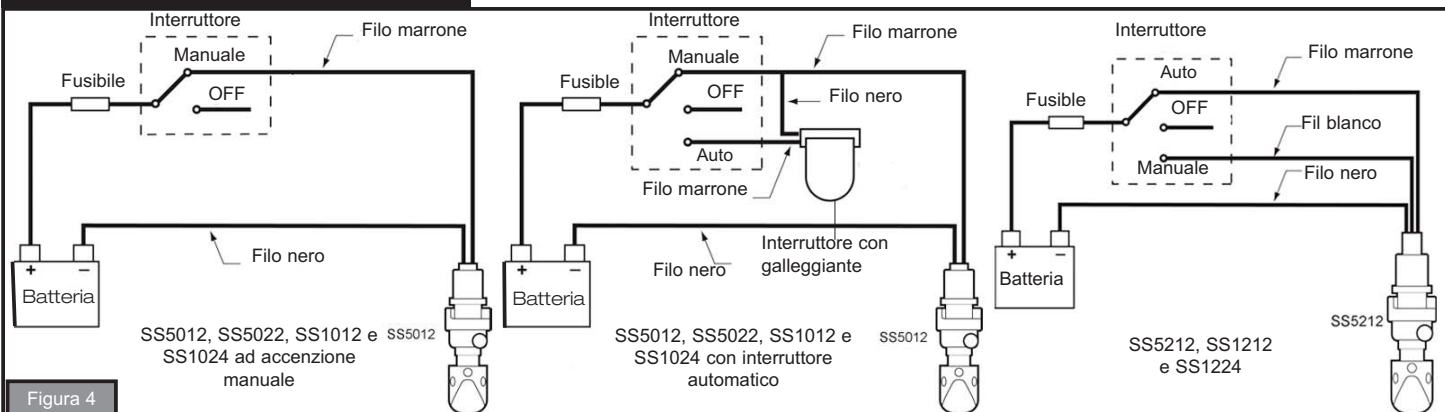 Interruttore
Filo marrone
Manuale
Fusibile
OFF
+ –
Batteria
Filo nero
SS5012, SS5022, SS1012 e
SS1024 ad accenzione
manuale
SS5012
Interruttore
Filo marrone
Manuale
Fusible
OFF
Filo nero
Auto
Filo marrone
+ –
Batteria
Filo nero
Interruttore con
galleggiante
SS5012, SS5022, SS1012 e
SS1024 con interruttore
automatico
SS5012
Interruttore
Filo marrone
Auto
Fusible
OFF
Fil blanco
Manuale
Filo nero
+ –
Batteria
SS5212
SS5212, SS1212
e SS1224
Figura 4